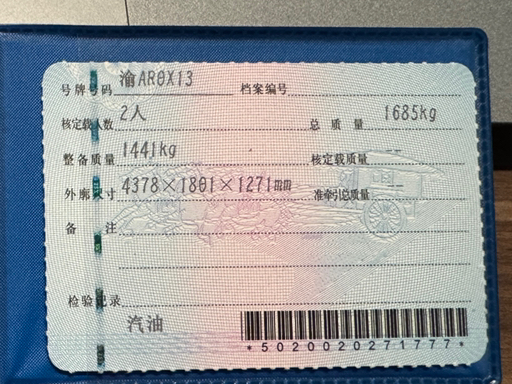 号牌号码 渝AR0X13 档案编号
核定载人数 2人 总 质 量 1685kg
整备质量 1441kg 核定载质量 --
外廓尺寸 4378×1801×1271mm 准牵引总质量 --
备 注
检验记录
汽油
*5020020271777*